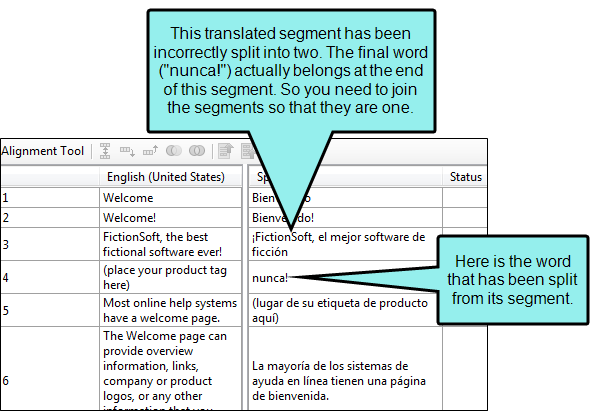 This translated segment has been
incorrectly split into two. The final word
("nunca!") actually belongs at the end
of this segment. So you need to join
the segments so that they are one.
Alignment Tool
English (United States)
Status
1
Welcome
2
Welcome!
3
FictionSoft, the best
fictional software ever!
¡FictionSoft, el mejor software de
ficción
4
(place your product tag
here)
nunca!
Here is the word
that has been split
from its segment.
5
Most online help systems
have a welcome page.
(lugar de su etiqueta de producto
aquí)
6
The Welcome page can
provide overview
information, links,
company or product
logos, or any other
information that you
La mayoría de los sistemas de
ayuda en línea tienen una página
de bienvenida.